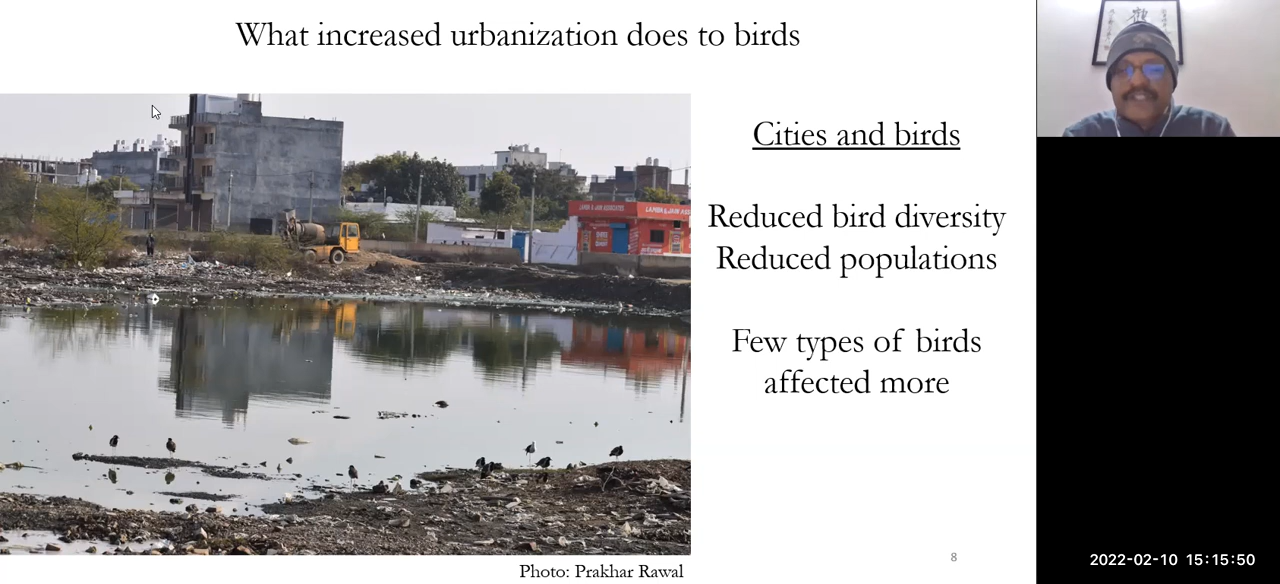 What increased urbanization does to birds
Cities and birds
Reduced bird diversity
Reduced populations
Few types of birds
affected more
Photo: Prakhar Rawal
8
2022-02-10 15:15:50